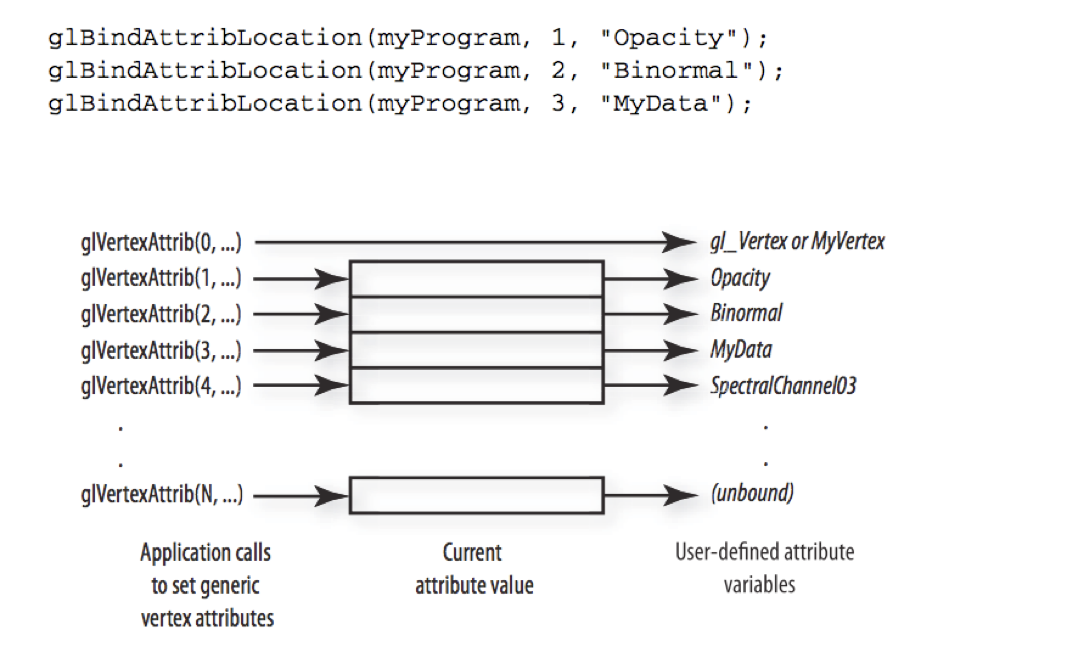 glBindAttribLocation(myProgram, 1, "Opacity");
glBindAttribLocation(myProgram, 2, "Binormal");
glBindAttribLocation(myProgram, 3, "MyData");
glVertexAttrib(0, ...) gl_Vertex or MyVertex
glVertexAttrib(1, ...) Opacity
glVertexAttrib(2, ...) Binormal
glVertexAttrib(3, ...) MyData
glVertexAttrib(4, ...) SpectralChannel03
. .
. .
glVertexAttrib(N, ...) (unbound)
Application calls Current User-defined attribute
to set generic attribute value variables
vertex attributes